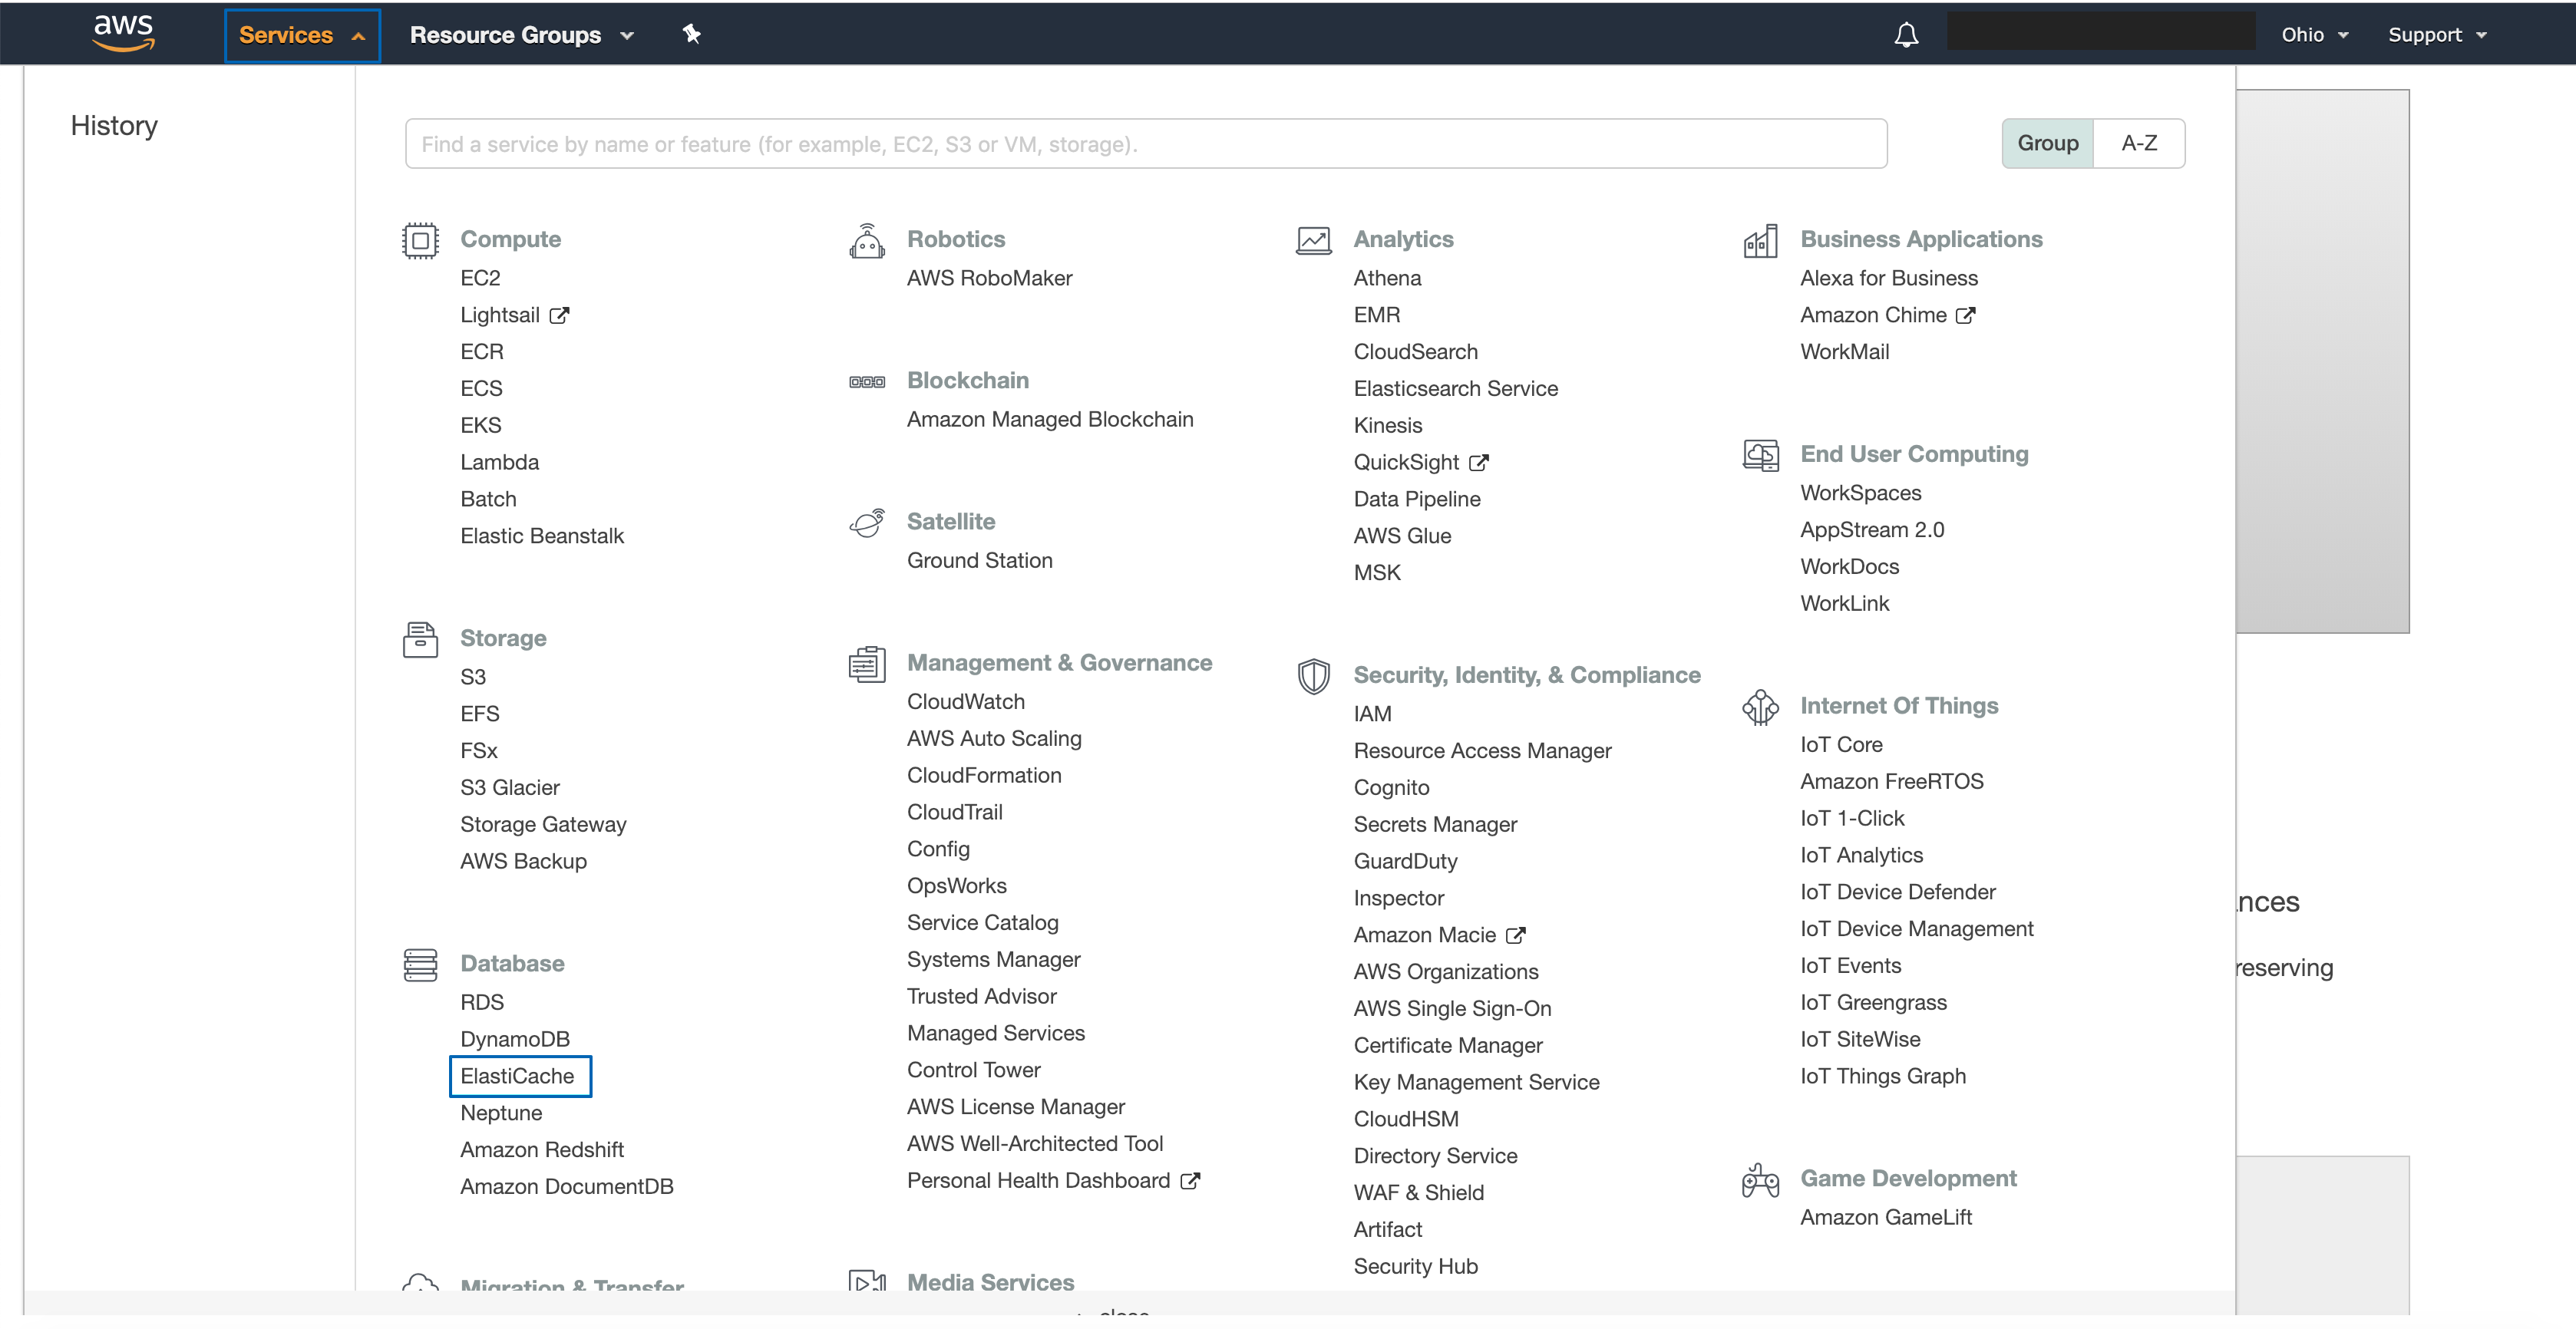 aws
Services
Resource Groups
Ohio
Support
History
Find a service by name or feature (for example, EC2, S3 or VM, storage).
Group
A-Z
Compute
EC2
Lightsail
ECR
ECS
EKS
Lambda
Batch
Elastic Beanstalk
Storage
S3
EFS
FSx
S3 Glacier
Storage Gateway
AWS Backup
Database
RDS
DynamoDB
ElastiCache
Neptune
Amazon Redshift
Amazon DocumentDB
Migration & Transfer
Robotics
AWS RoboMaker
Blockchain
Amazon Managed Blockchain
Satellite
Ground Station
Management & Governance
CloudWatch
AWS Auto Scaling
CloudFormation
CloudTrail
Config
OpsWorks
Service Catalog
Systems Manager
Trusted Advisor
Managed Services
Control Tower
AWS License Manager
AWS Well-Architected Tool
Personal Health Dashboard
Media Services
Analytics
Athena
EMR
CloudSearch
Elasticsearch Service
Kinesis
QuickSight
Data Pipeline
AWS Glue
MSK
Security, Identity, & Compliance
IAM
Resource Access Manager
Cognito
Secrets Manager
GuardDuty
Inspector
Amazon Macie
AWS Organizations
AWS Single Sign-On
Certificate Manager
Key Management Service
CloudHSM
Directory Service
WAF & Shield
Artifact
Security Hub
Business Applications
Alexa for Business
Amazon Chime
WorkMail
End User Computing
WorkSpaces
AppStream 2.0
WorkDocs
WorkLink
Internet Of Things
IoT Core
Amazon FreeRTOS
IoT 1-Click
IoT Analytics
IoT Device Defender
IoT Device Management
IoT Events
IoT Greengrass
IoT SiteWise
IoT Things Graph
Game Development
Amazon GameLift
nces
reserving
close